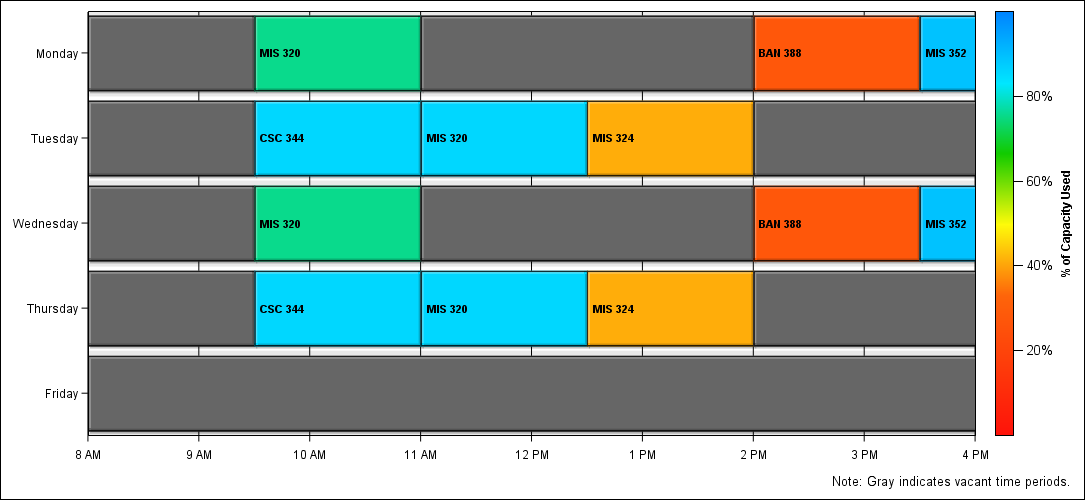 Monday
MIS 320
BAN 388
MIS 352
Tuesday
CSC 344
MIS 320
MIS 324
Wednesday
MIS 320
BAN 388
MIS 352
Thursday
CSC 344
MIS 320
MIS 324
Friday
8 AM
9 AM
10 AM
11 AM
12 PM
1 PM
2 PM
3 PM
4 PM
80%
60%
40%
20%
% of Capacity Used
Note: Gray indicates vacant time periods.